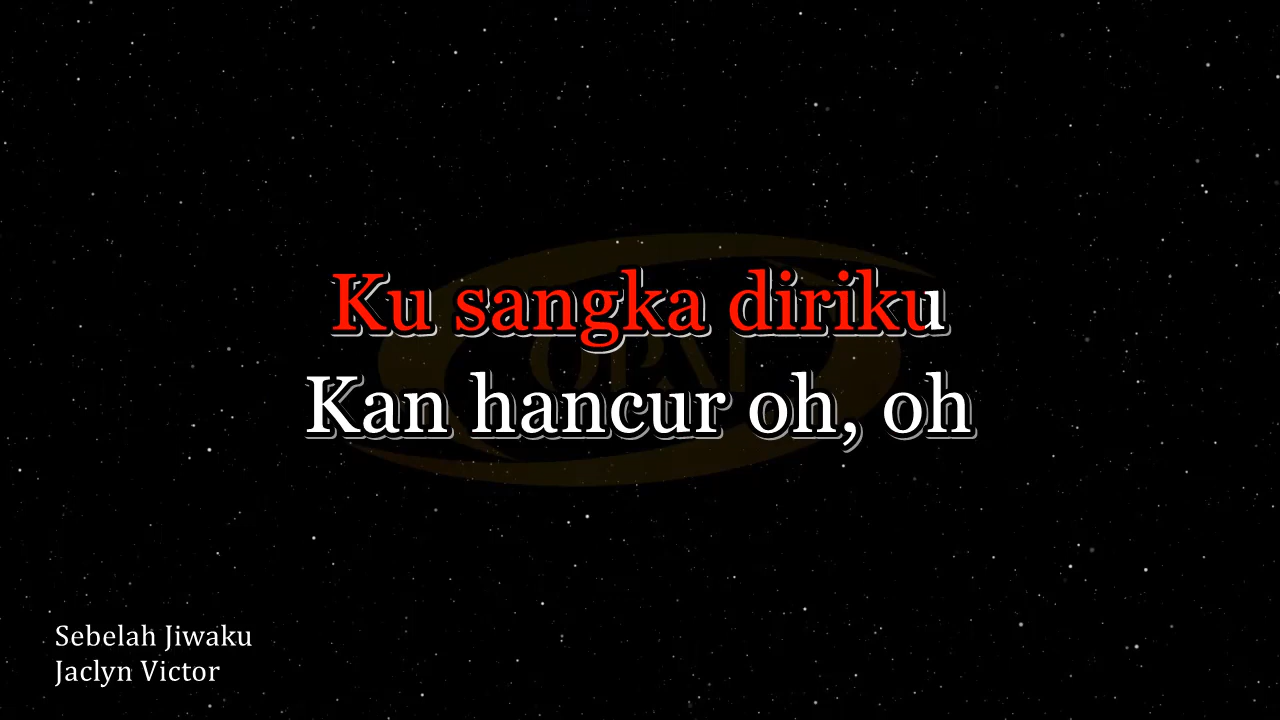 Ku sangka diriku
Kan hancur oh, oh
Sebelah Jiwaku
Jaclyn Victor